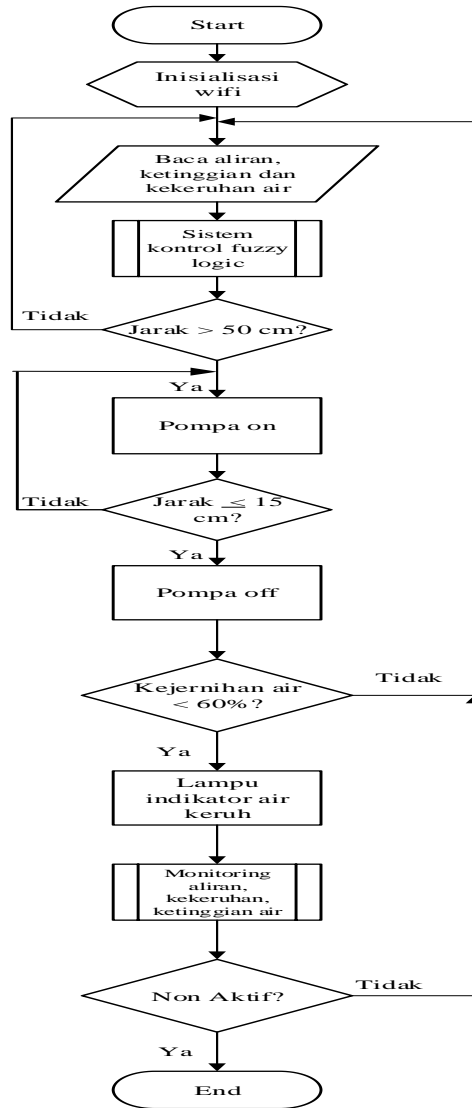 Start
Inisialisasi
wifi
Baca aliran,
ketinggian dan
kekeruhan air
Sistem
kontrol fuzzy
logic
Tidak
Jarak > 50 cm?
Ya
Pompa on
Tidak
Jarak ≤ 15
cm?
Ya
Pompa off
Kejernihan air
< 60%?
Tidak
Ya
Lampu
indikator air
keruh
Monitoring
aliran,
kekeruhan,
ketinggian air
Non Aktif?
Tidak
Ya
End